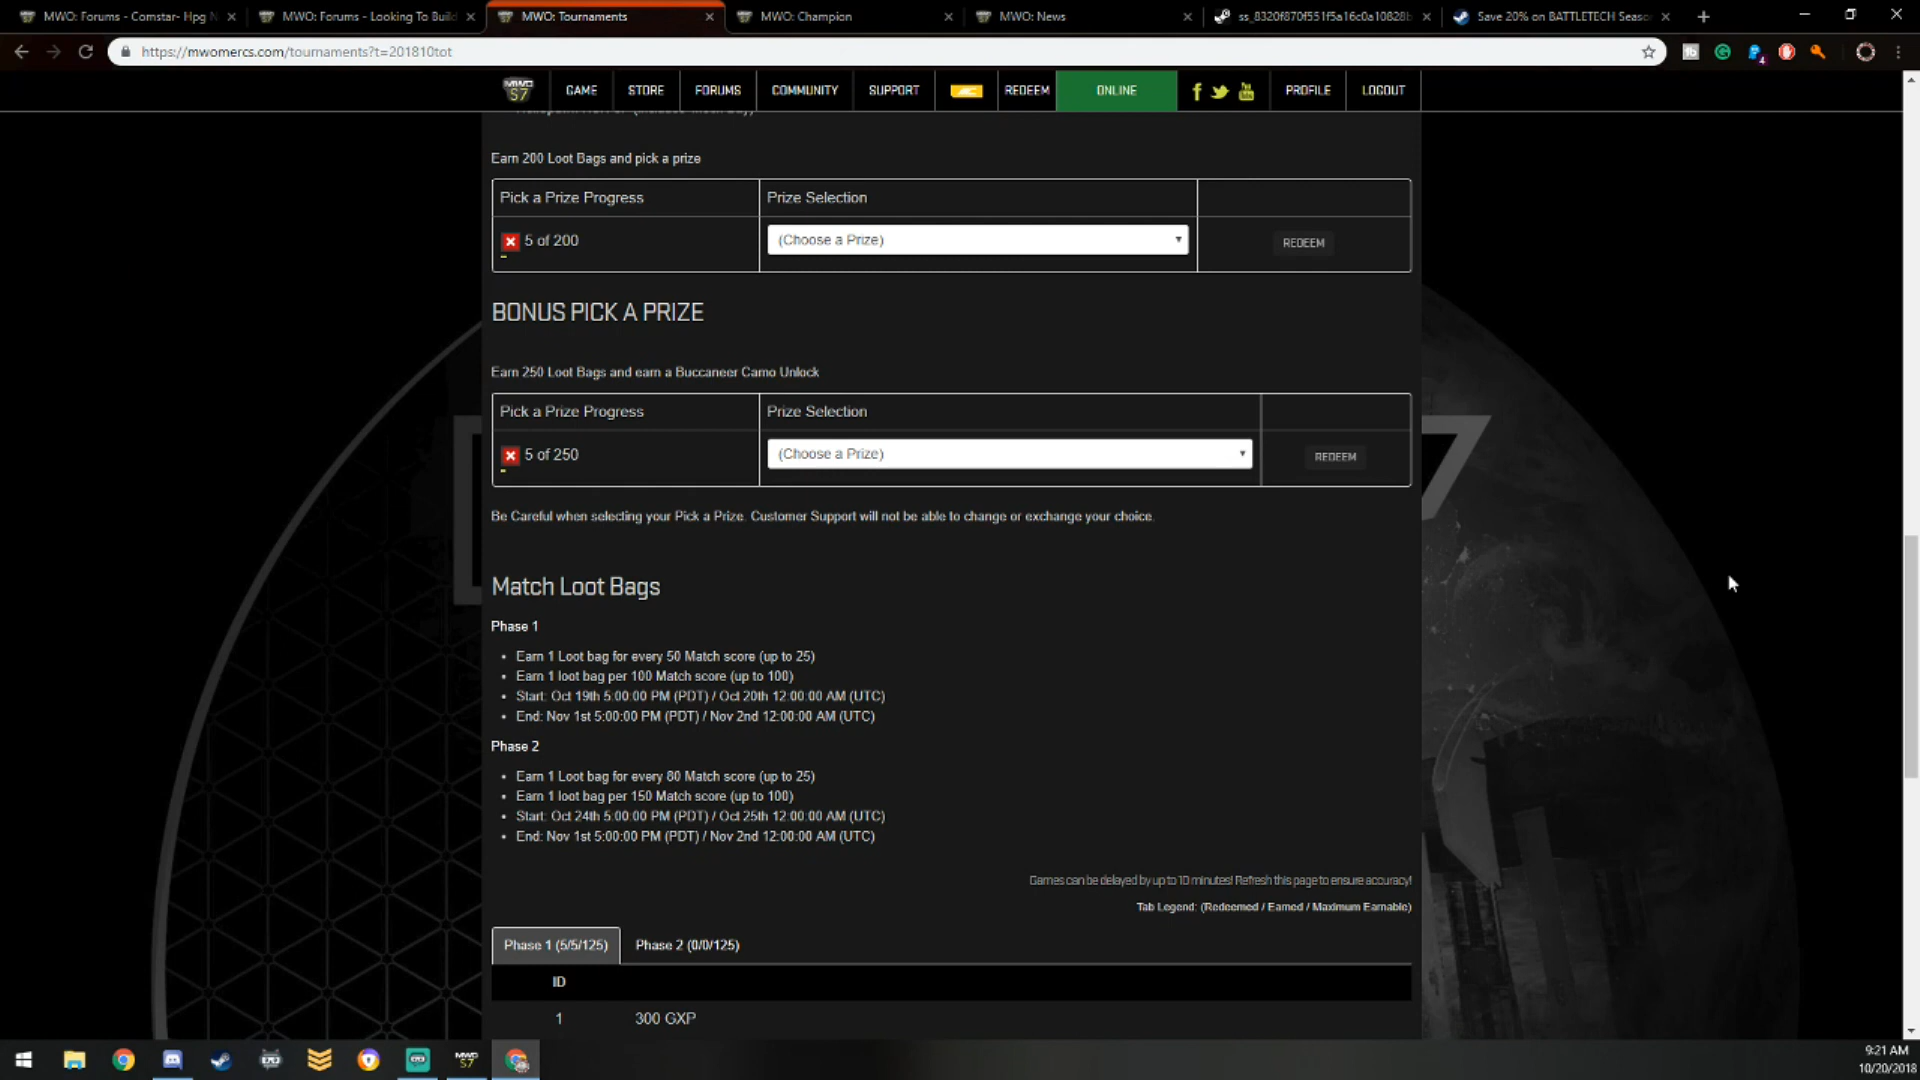 MWO: Forums - Comstar- Hpg N
MWO: Forums - Looking To Build
MWO: Tournaments
MWO: Champion
MWO: News
ss_8320f870f551f5a16c0a10828b
Save 20% on BATTLETECH Seaso
https://mwomercs.com/tournaments?t=201810tot
MWO S7
GAME
STORE
FORUMS
COMMUNITY
SUPPORT
REDEEM
ONLINE
PROFILE
LOGOUT
Earn 200 Loot Bags and pick a prize
Pick a Prize Progress
Prize Selection
5 of 200
(Choose a Prize)
REDEEM
BONUS PICK A PRIZE
Earn 250 Loot Bags and earn a Buccaneer Camo Unlock
Pick a Prize Progress
Prize Selection
5 of 250
(Choose a Prize)
REDEEM
Be Careful when selecting your Pick a Prize. Customer Support will not be able to change or exchange your choice.
Match Loot Bags
Phase 1
• Earn 1 Loot bag for every 50 Match score (up to 25)
• Earn 1 loot bag per 100 Match score (up to 100)
• Start: Oct 19th 5:00:00 PM (PDT) / Oct 20th 12:00:00 AM (UTC)
• End: Nov 1st 5:00:00 PM (PDT) / Nov 2nd 12:00:00 AM (UTC)
Phase 2
• Earn 1 Loot bag for every 80 Match score (up to 25)
• Earn 1 loot bag per 150 Match score (up to 100)
• Start: Oct 24th 5:00:00 PM (PDT) / Oct 25th 12:00:00 AM (UTC)
• End: Nov 1st 5:00:00 PM (PDT) / Nov 2nd 12:00:00 AM (UTC)
Games can be delayed by up to 10 minutes! Refresh this page to ensure accuracy!
Tab Legend: (Redeemed / Earned / Maximum Earnable)
Phase 1 (5/5/125)
Phase 2 (0/0/125)
ID
1
300 GXP
MWO S7
9:21 AM
10/20/2018